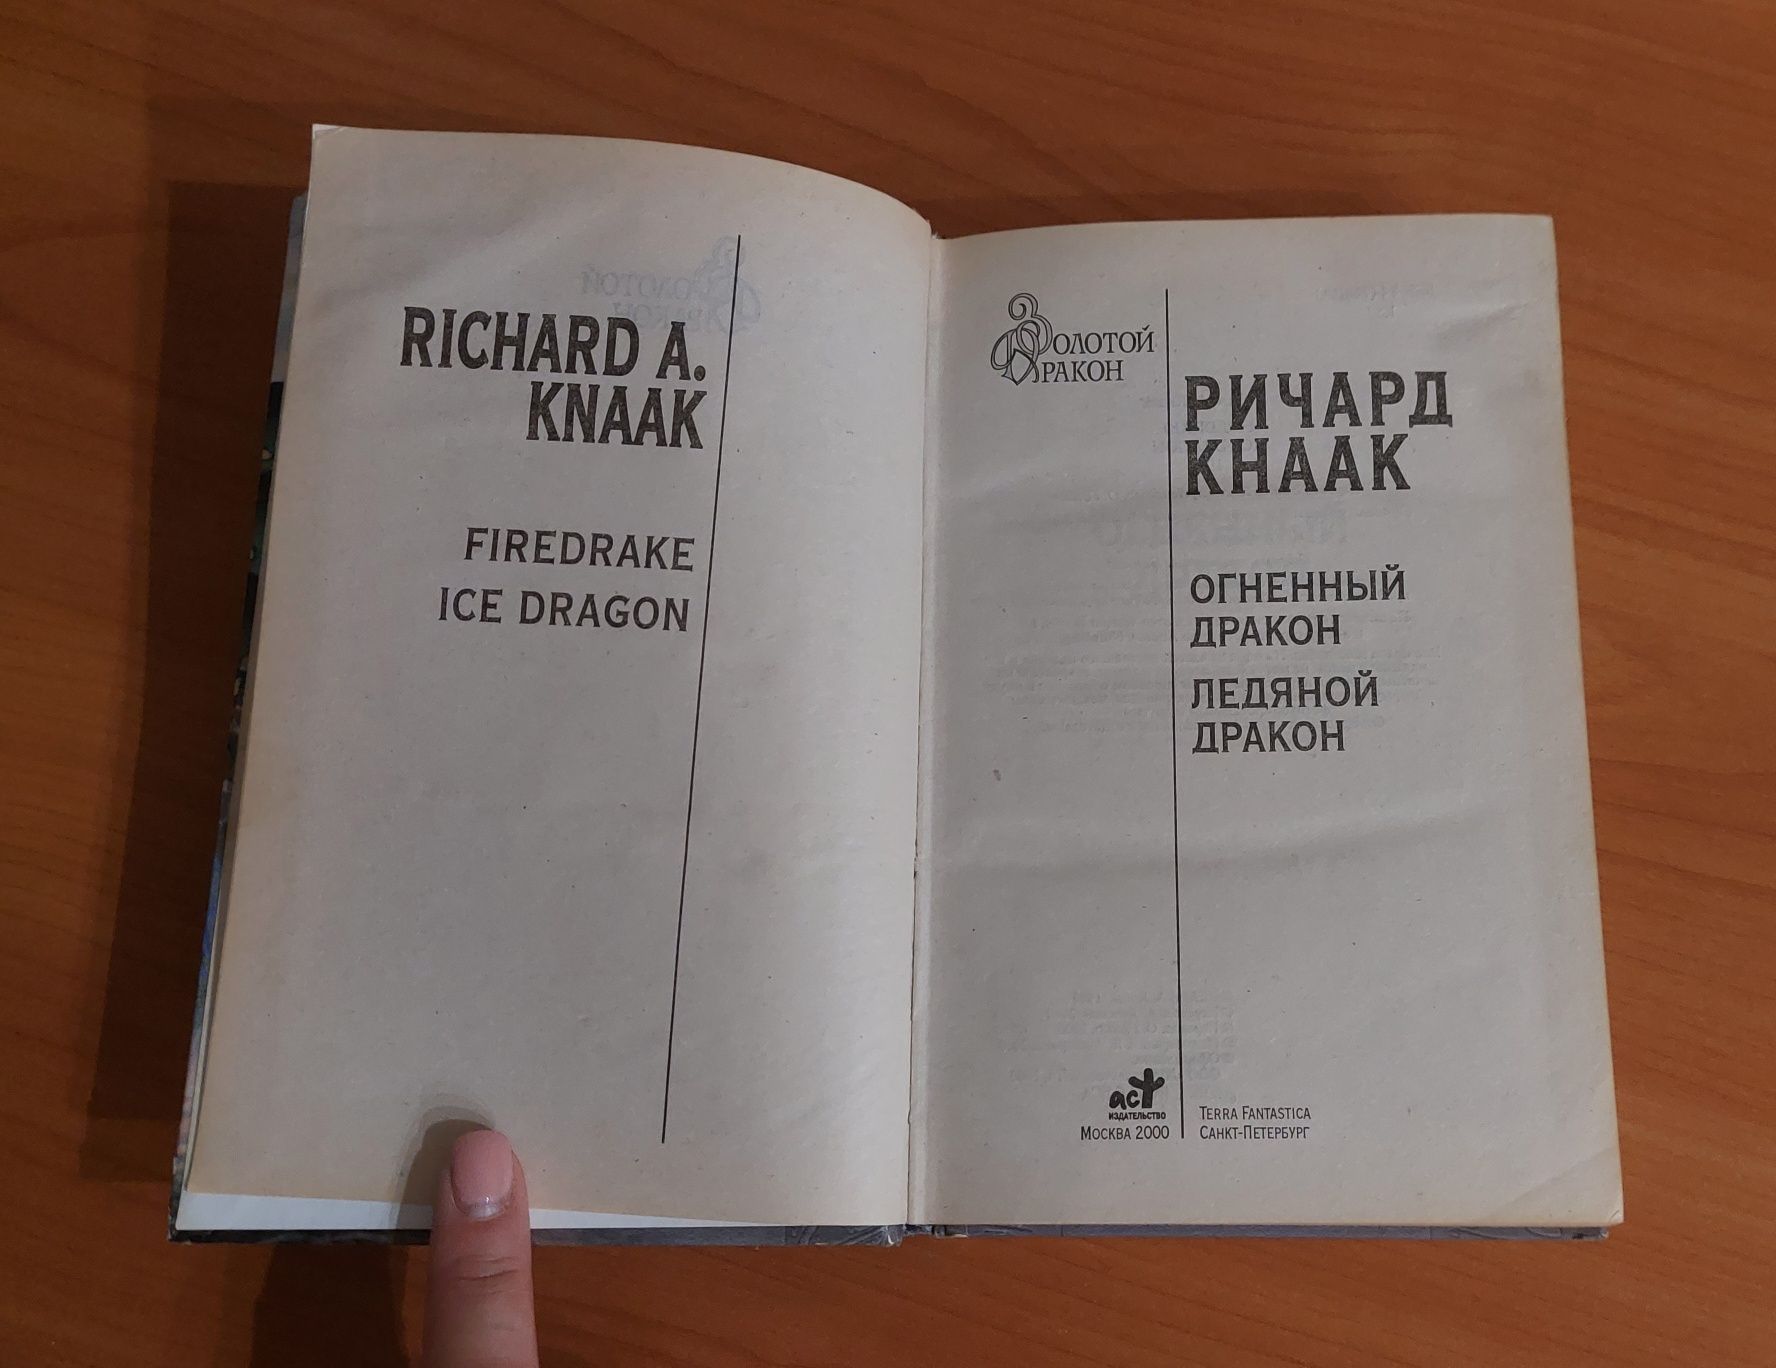 RICHARD A.
KNAAK
FIREDRAKE
ICE DRAGON
ЗОЛОТОЙ
ДРАКОН
РИЧАРД
КНААК
ОГНЕННЫЙ
ДРАКОН
ЛЕДЯНОЙ
ДРАКОН
аст
ИЗДАТЕЛЬСТВО
МОСКВА 2000
TERRA FANTASTICA
САНКТ-ПЕТЕРБУРГ